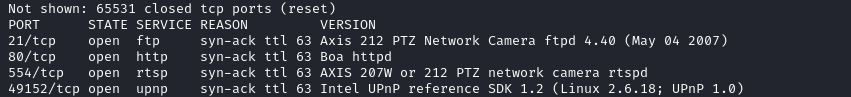 Not shown: 65531 closed tcp ports (reset)
PORT      STATE SERVICE REASON         VERSION
21/tcp    open  ftp     syn-ack ttl 63 Axis 212 PTZ Network Camera ftpd 4.40 (May 04 2007)
80/tcp    open  http    syn-ack ttl 63 Boa httpd
554/tcp   open  rtsp    syn-ack ttl 63 AXIS 207W or 212 PTZ network camera rtspd
49152/tcp open  upnp    syn-ack ttl 63 Intel UPnP reference SDK 1.2 (Linux 2.6.18; UPnP 1.0)